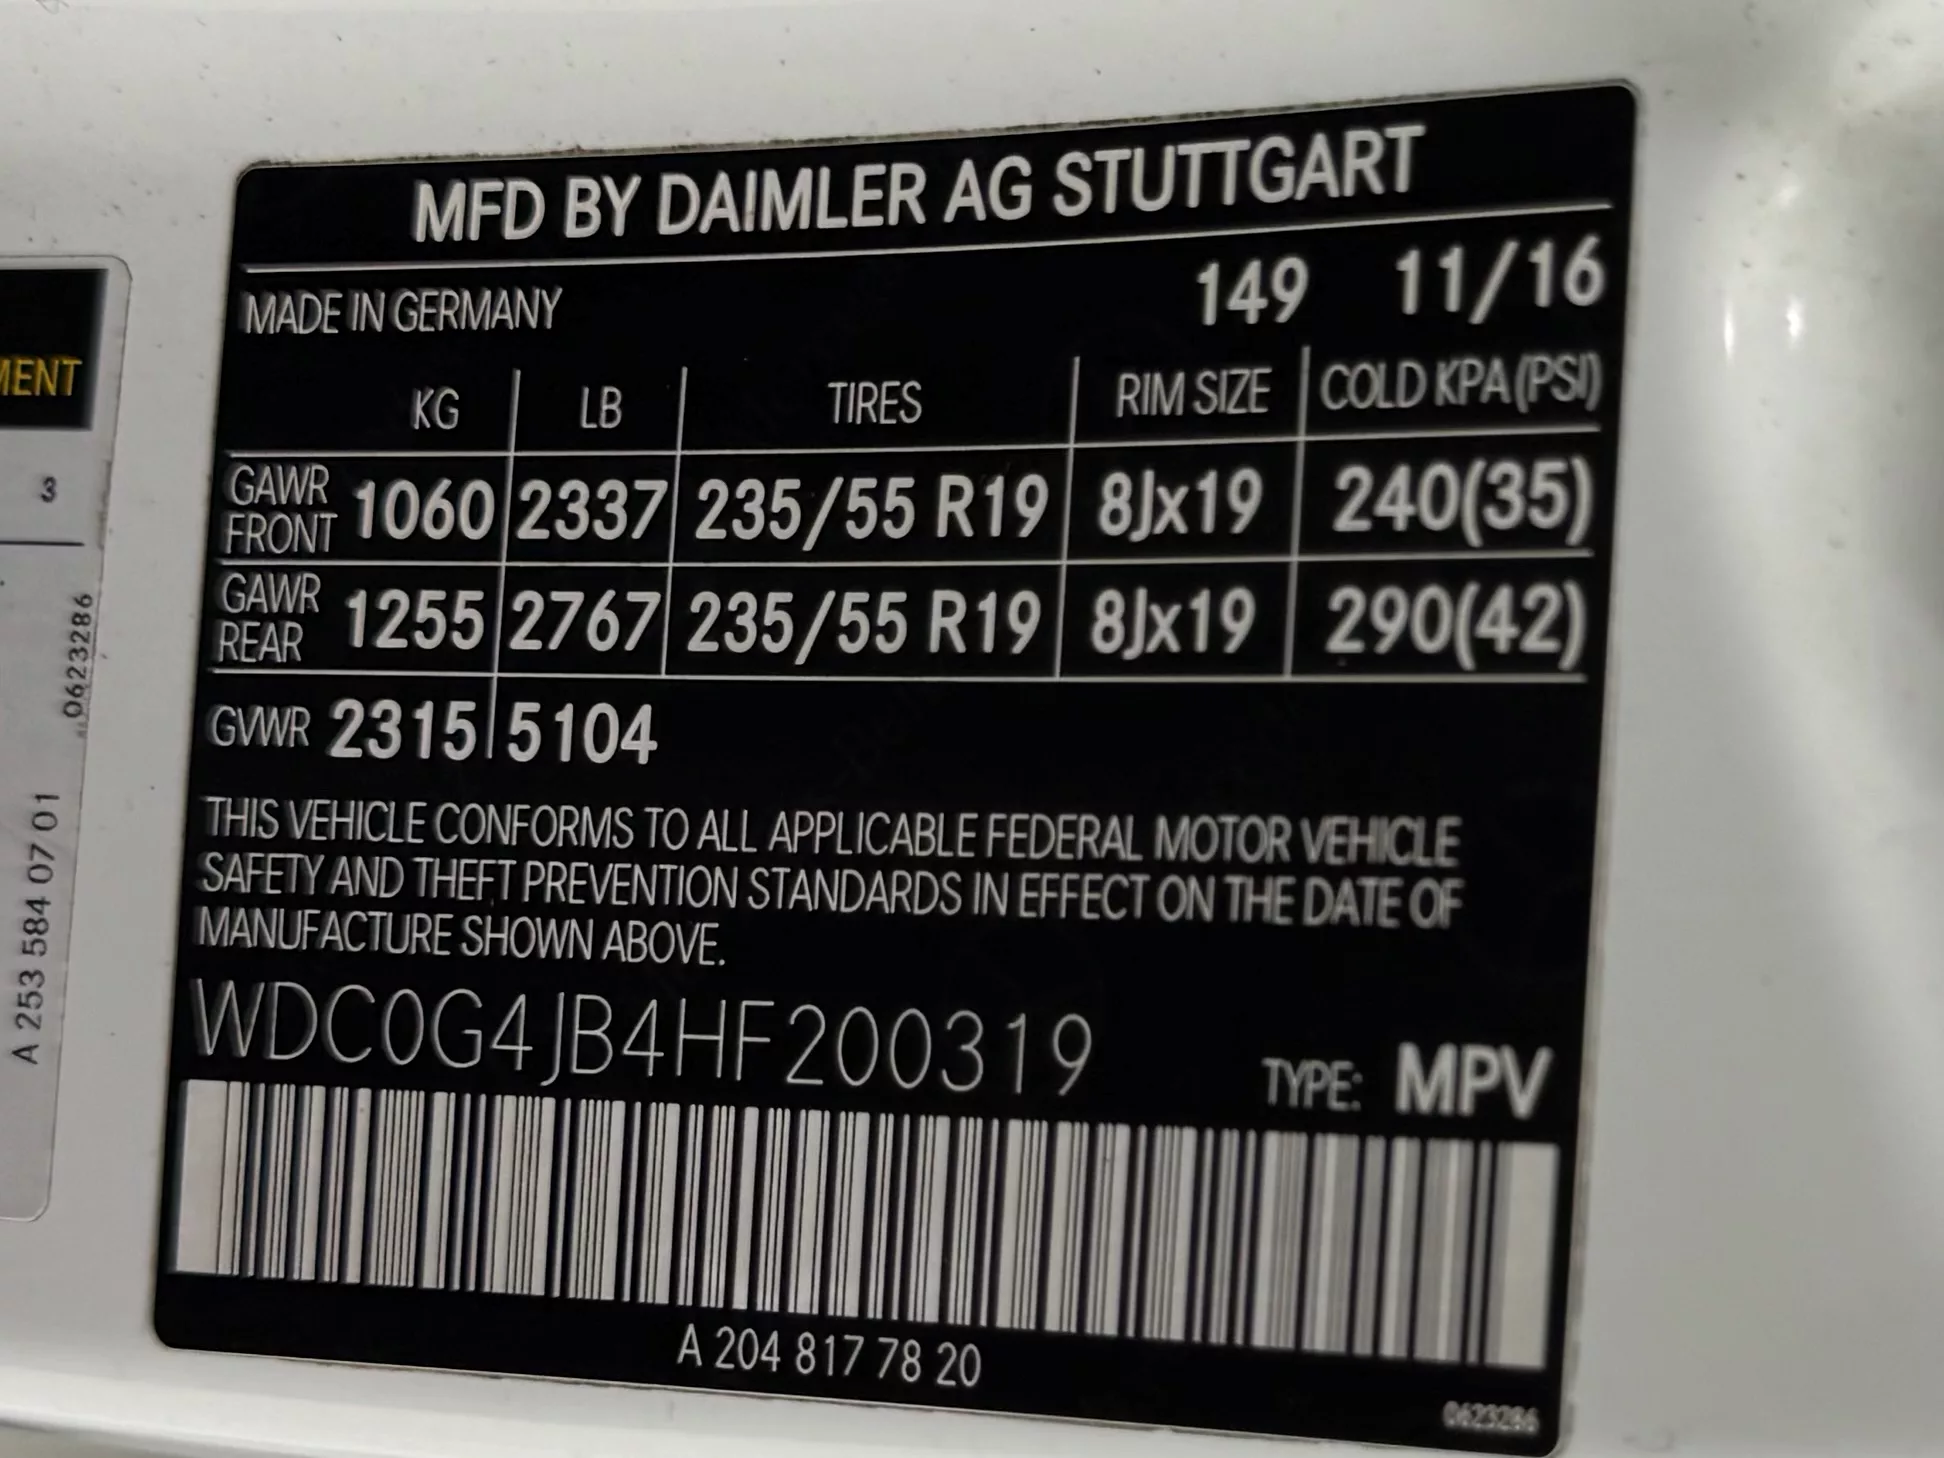 MFD BY DAIMLER AG STUTTGART
MADE IN GERMANY 149 11/16
KG LB TIRES RIM SIZE COLD KPA (PSI)
GAWR FRONT 1060 2337 235/55 R19 8Jx19 240(35)
GAWR REAR 1255 2767 235/55 R19 8Jx19 290(42)
GVWR 2315 5104
THIS VEHICLE CONFORMS TO ALL APPLICABLE FEDERAL MOTOR VEHICLE
SAFETY AND THEFT PREVENTION STANDARDS IN EFFECT ON THE DATE OF
MANUFACTURE SHOWN ABOVE.
WDC0G4JB4HF200319 TYPE: MPV
A 204 817 78 20
0623286
MENT
3
0623286
A 253 584 07 01